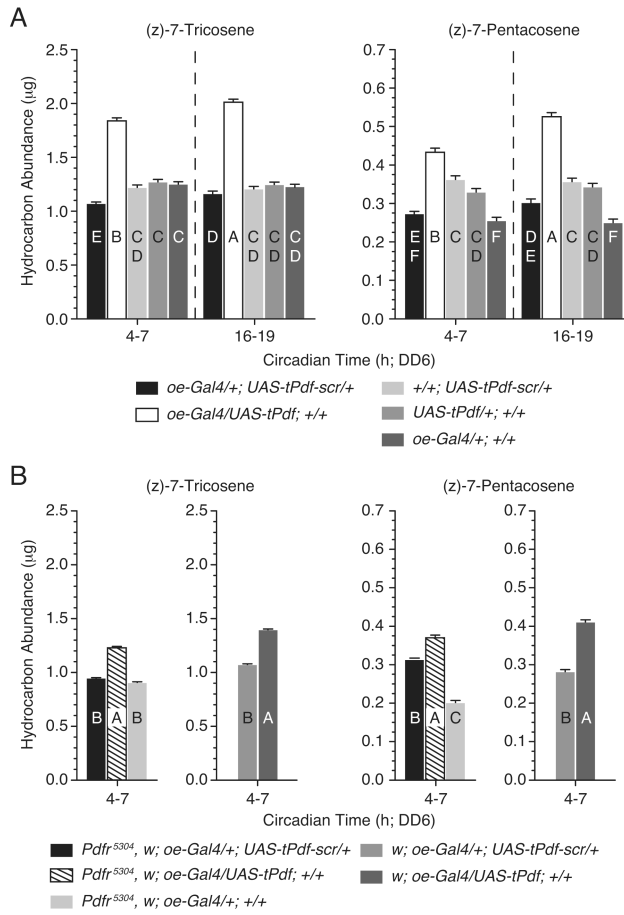 A
(z)-7-Tricosene
(z)-7-Pentacosene
Hydrocarbon Abundance (μg)
2.5
2.0
1.5
1.0
0.5
0.0
E B C D C C
D A C D C D C D
4-7 16-19
0.7
0.6
0.5
0.4
0.3
0.2
0.1
0.0
E F B C C D F
D E A C C D F
4-7 16-19
Circadian Time (h; DD6)
oe-Gal4/+; UAS-tPdf-scr/+
oe-Gal4/UAS-tPdf; +/+
+/+; UAS-tPdf-scr/+
UAS-tPdf/+; +/+
oe-Gal4/+; +/+
B
(z)-7-Tricosene
(z)-7-Pentacosene
Hydrocarbon Abundance (μg)
2.5
2.0
1.5
1.0
0.5
0.0
B A B
4-7
2.5
2.0
1.5
1.0
0.5
0.0
B A
4-7
0.7
0.6
0.5
0.4
0.3
0.2
0.1
0.0
B A C
4-7
0.7
0.6
0.5
0.4
0.3
0.2
0.1
0.0
B A
4-7
Circadian Time (h; DD6)
Pdfr5304, w; oe-Gal4/+; UAS-tPdf-scr/+
Pdfr5304, w; oe-Gal4/UAS-tPdf; +/+
Pdfr5304, w; oe-Gal4/+; +/+
w; oe-Gal4/+; UAS-tPdf-scr/+
w; oe-Gal4/UAS-tPdf; +/+